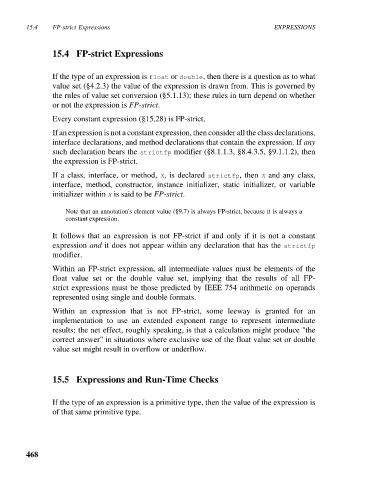 15.4 FP-strict Expressions EXPRESSIONS
15.4 FP-strict Expressions
If the type of an expression is float or double, then there is a question as to what
value set (§4.2.3) the value of the expression is drawn from. This is governed by
the rules of value set conversion (§5.1.13); these rules in turn depend on whether
or not the expression is FP-strict.
Every constant expression (§15.28) is FP-strict.
If an expression is not a constant expression, then consider all the class declarations,
interface declarations, and method declarations that contain the expression. If any
such declaration bears the strictfp modifier (§8.1.1.3, §8.4.3.5, §9.1.1.2), then
the expression is FP-strict.
If a class, interface, or method, X, is declared strictfp, then X and any class,
interface, method, constructor, instance initializer, static initializer, or variable
initializer within X is said to be FP-strict.
Note that an annotation's element value (§9.7) is always FP-strict, because it is always a
constant expression.
It follows that an expression is not FP-strict if and only if it is not a constant
expression and it does not appear within any declaration that has the strictfp
modifier.
Within an FP-strict expression, all intermediate values must be elements of the
float value set or the double value set, implying that the results of all FP-
strict expressions must be those predicted by IEEE 754 arithmetic on operands
represented using single and double formats.
Within an expression that is not FP-strict, some leeway is granted for an
implementation to use an extended exponent range to represent intermediate
results; the net effect, roughly speaking, is that a calculation might produce "the
correct answer" in situations where exclusive use of the float value set or double
value set might result in overflow or underflow.
15.5 Expressions and Run-Time Checks
If the type of an expression is a primitive type, then the value of the expression is
of that same primitive type.
468